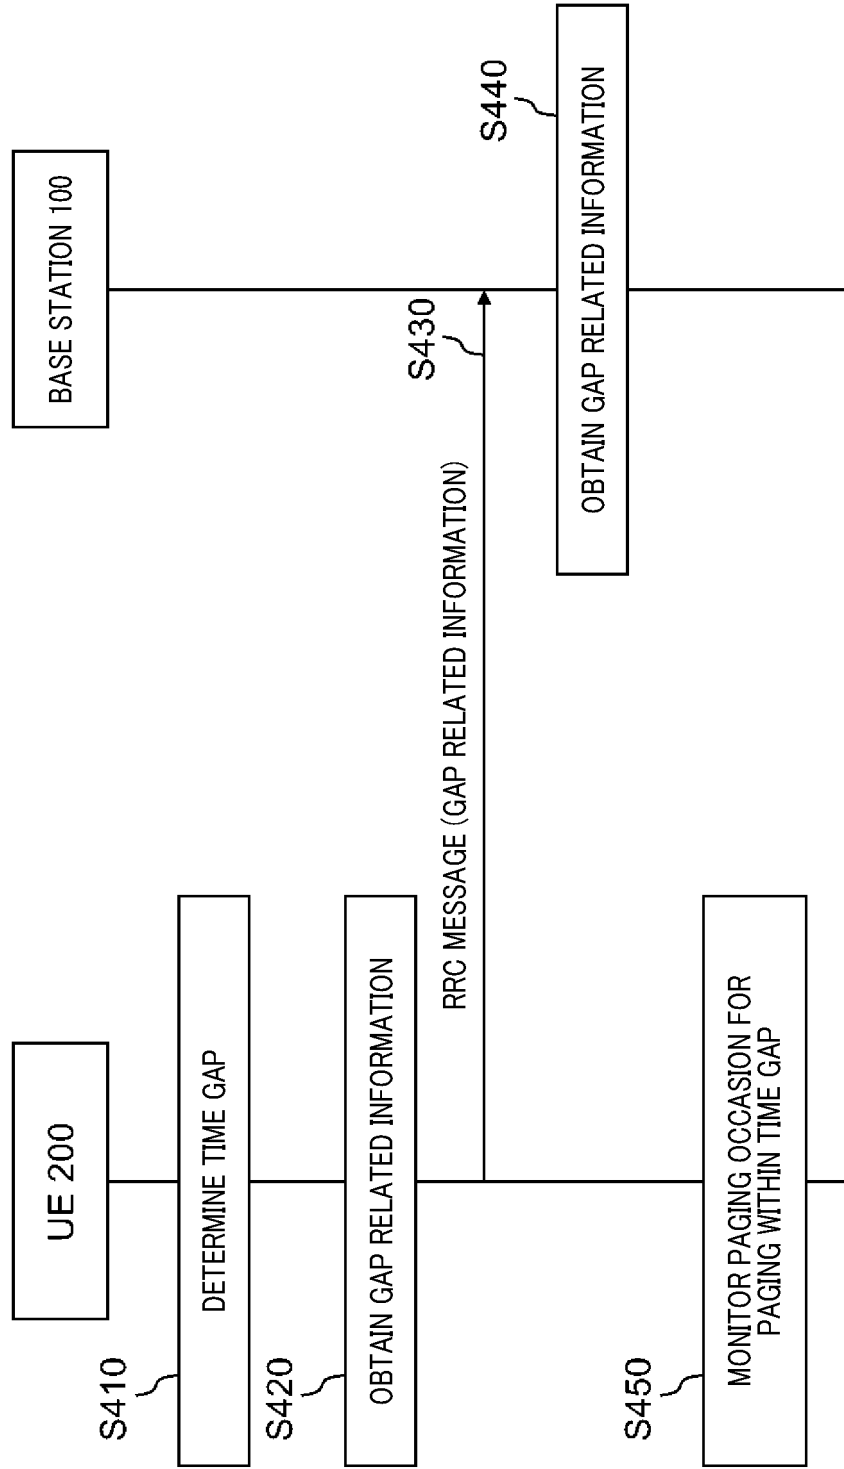 UE 200
BASE STATION 100
S410
DETERMINE TIME GAP
S420
OBTAIN GAP RELATED INFORMATION
RRC MESSAGE (GAP RELATED INFORMATION)
S430
S440
OBTAIN GAP RELATED INFORMATION
S450
MONITOR PAGING OCCASION FOR
PAGING WITHIN TIME GAP